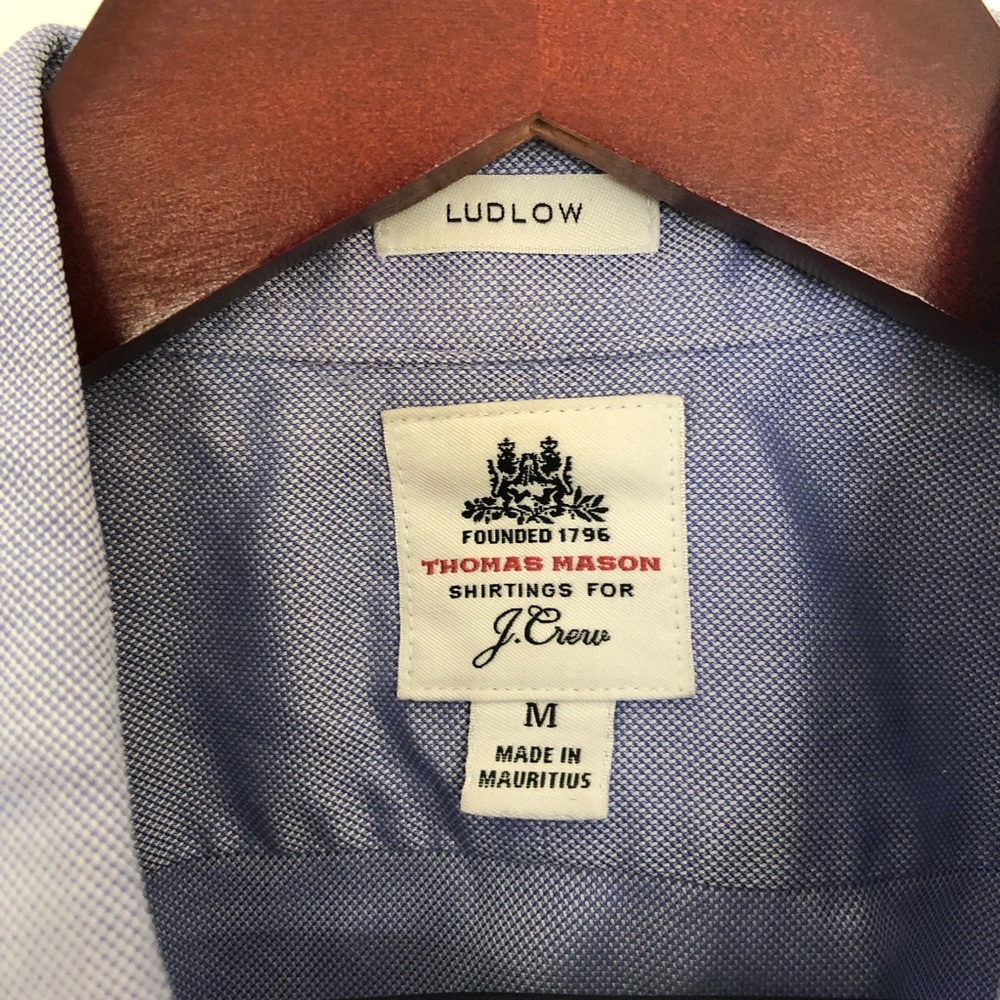 LUDLOW
FOUNDED 1796
THOMAS MASON
SHIRTINGS FOR
J.Crew
M
MADE IN
MAURITIUS